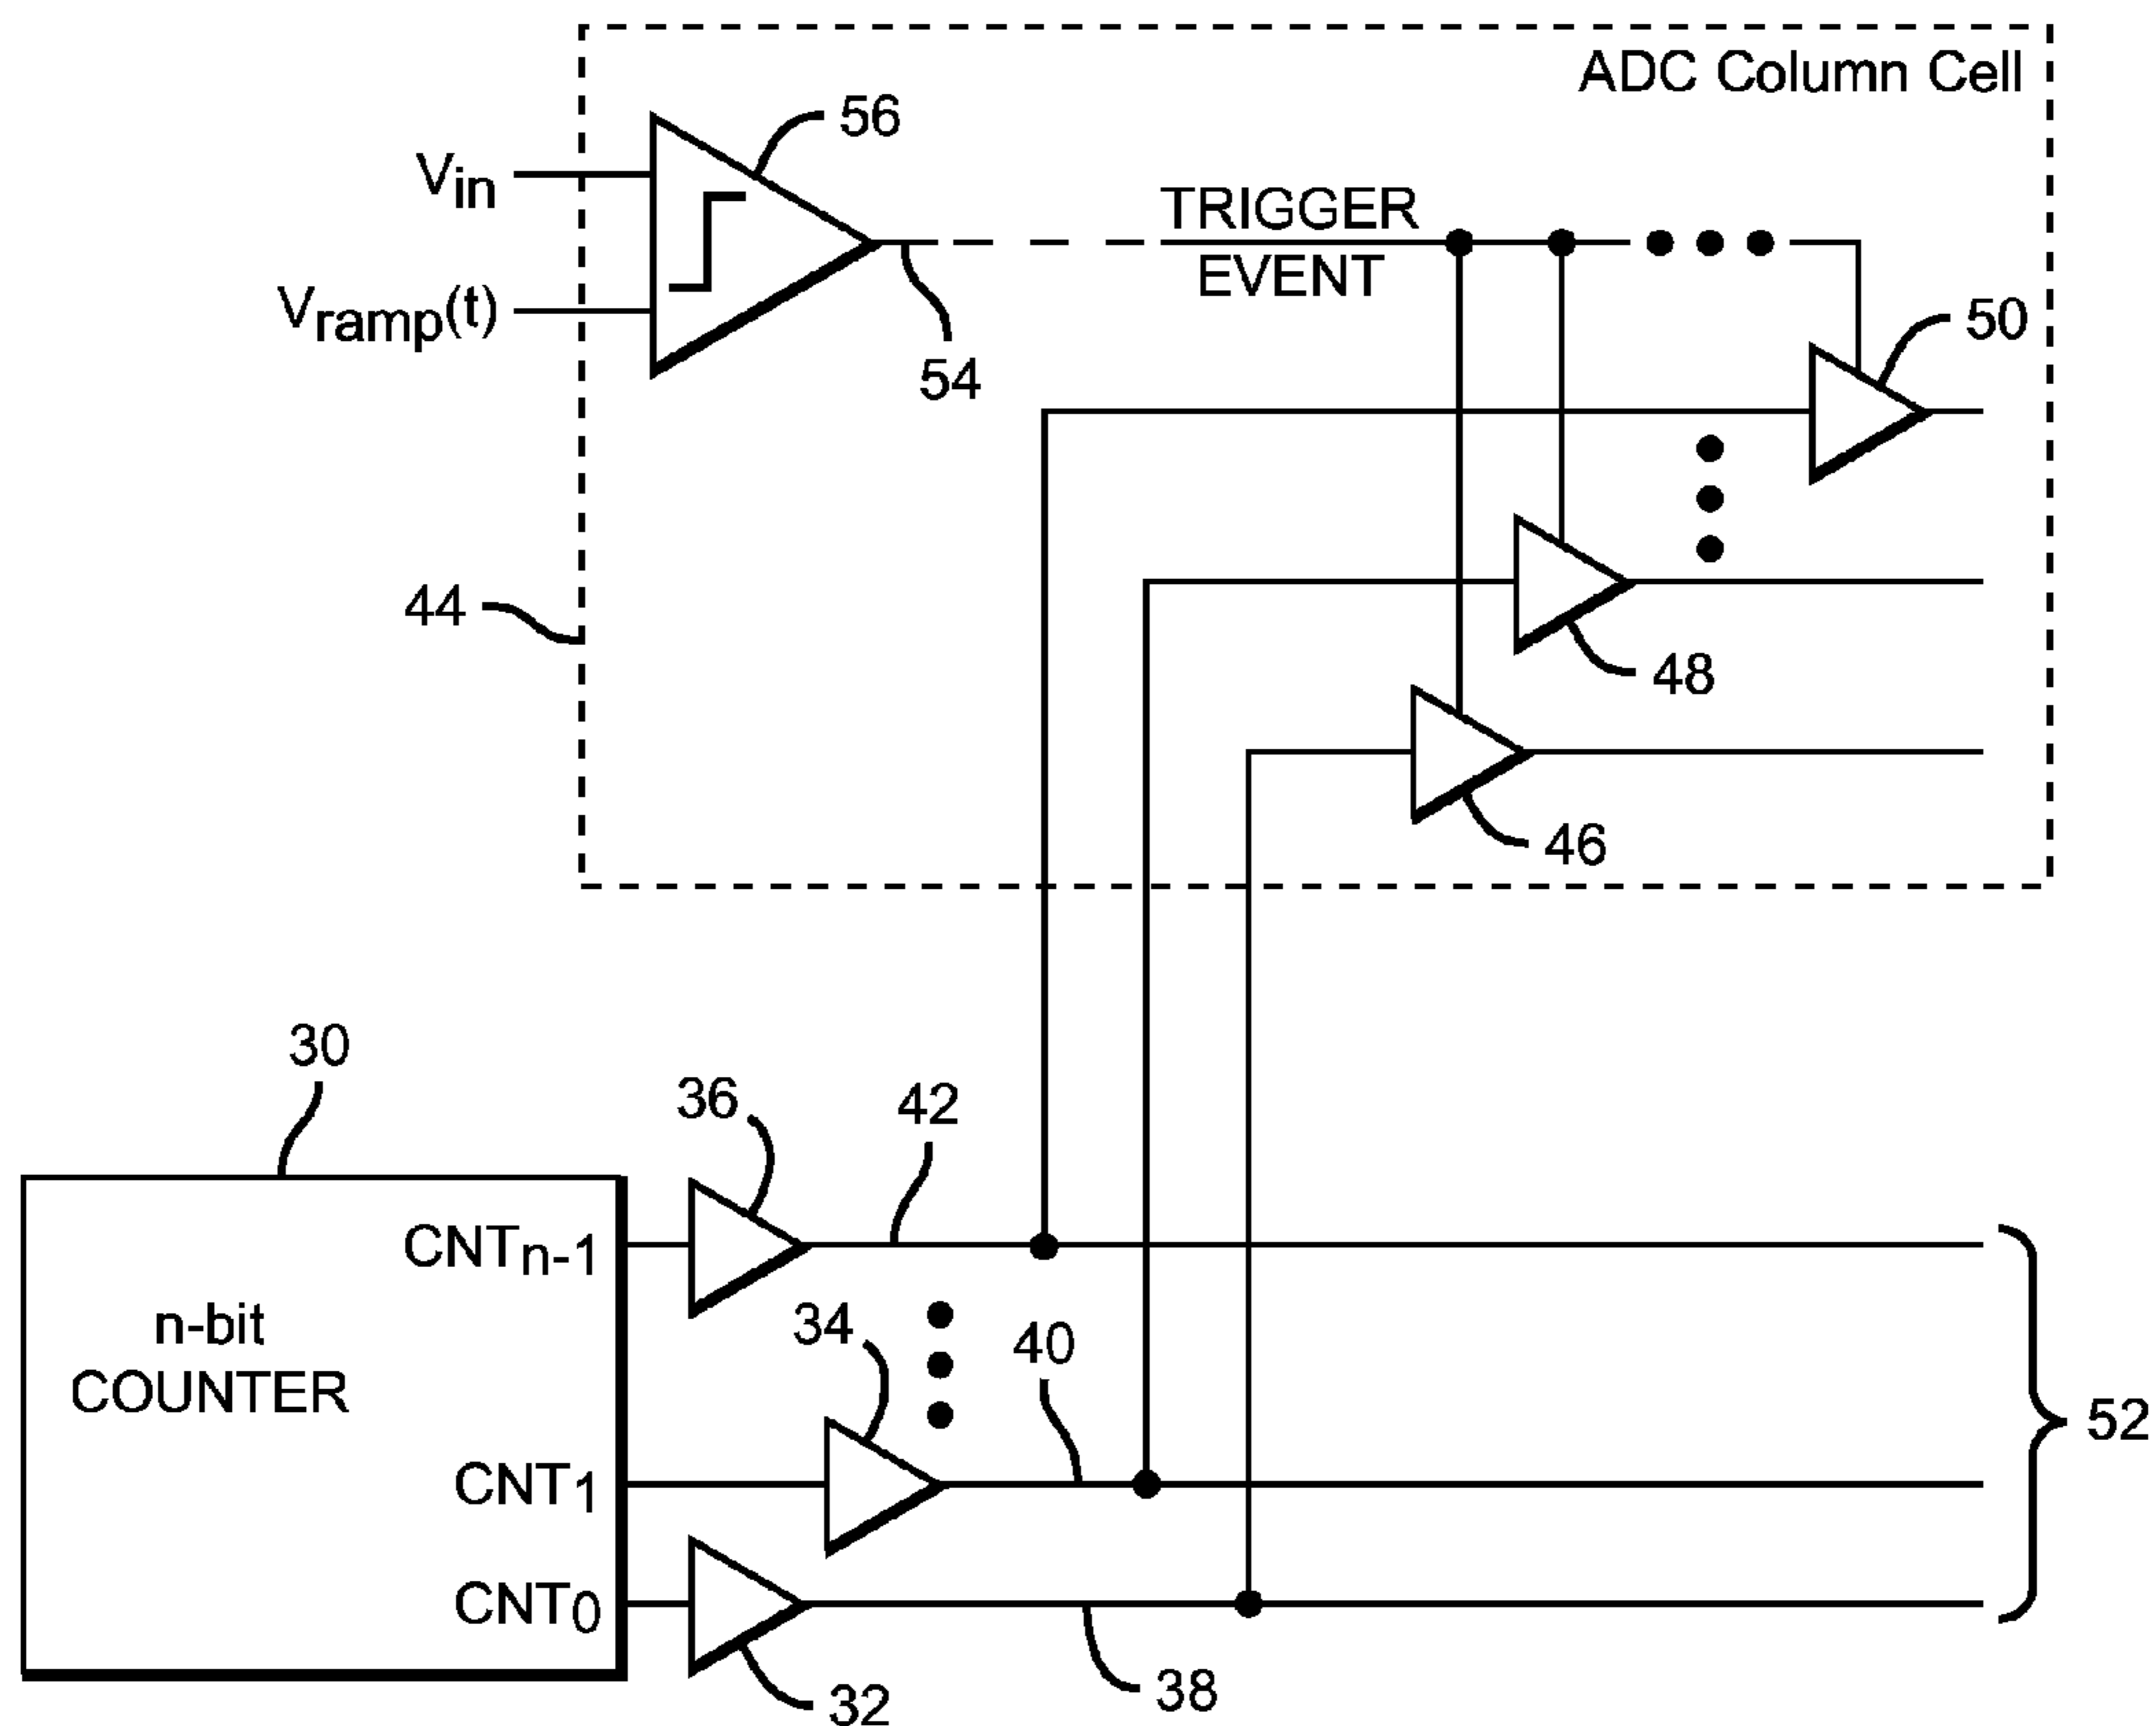 ADC Column Cell
56
Vin
TRIGGER
EVENT
Vramp(t)
54
50
44
48
46
30
36
42
CNTn-1
34
40
n-bit
COUNTER
52
CNT1
CNT0
38
32